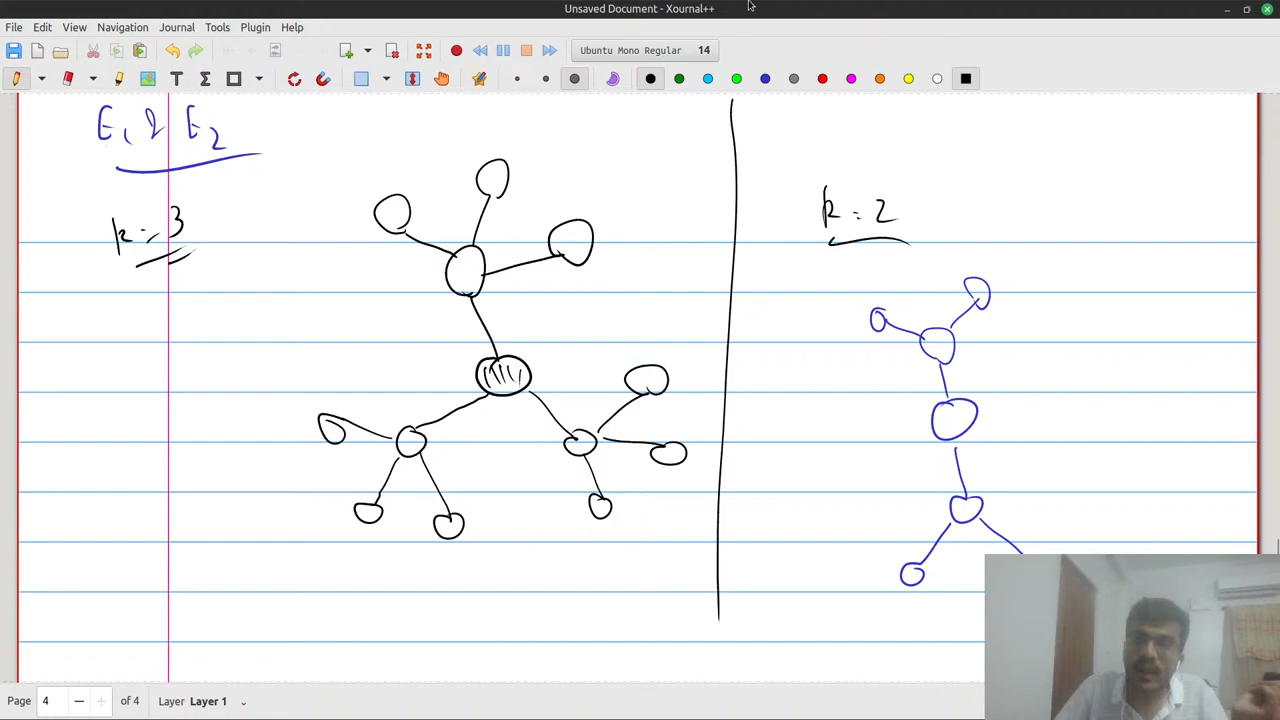 Unsaved Document - Xournal++
File Edit View Navigation Journal Tools Plugin Help
Ubuntu Mono Regular 14
E1 & E2
k = 3
k = 2
Page 4 of 4 Layer Layer 1